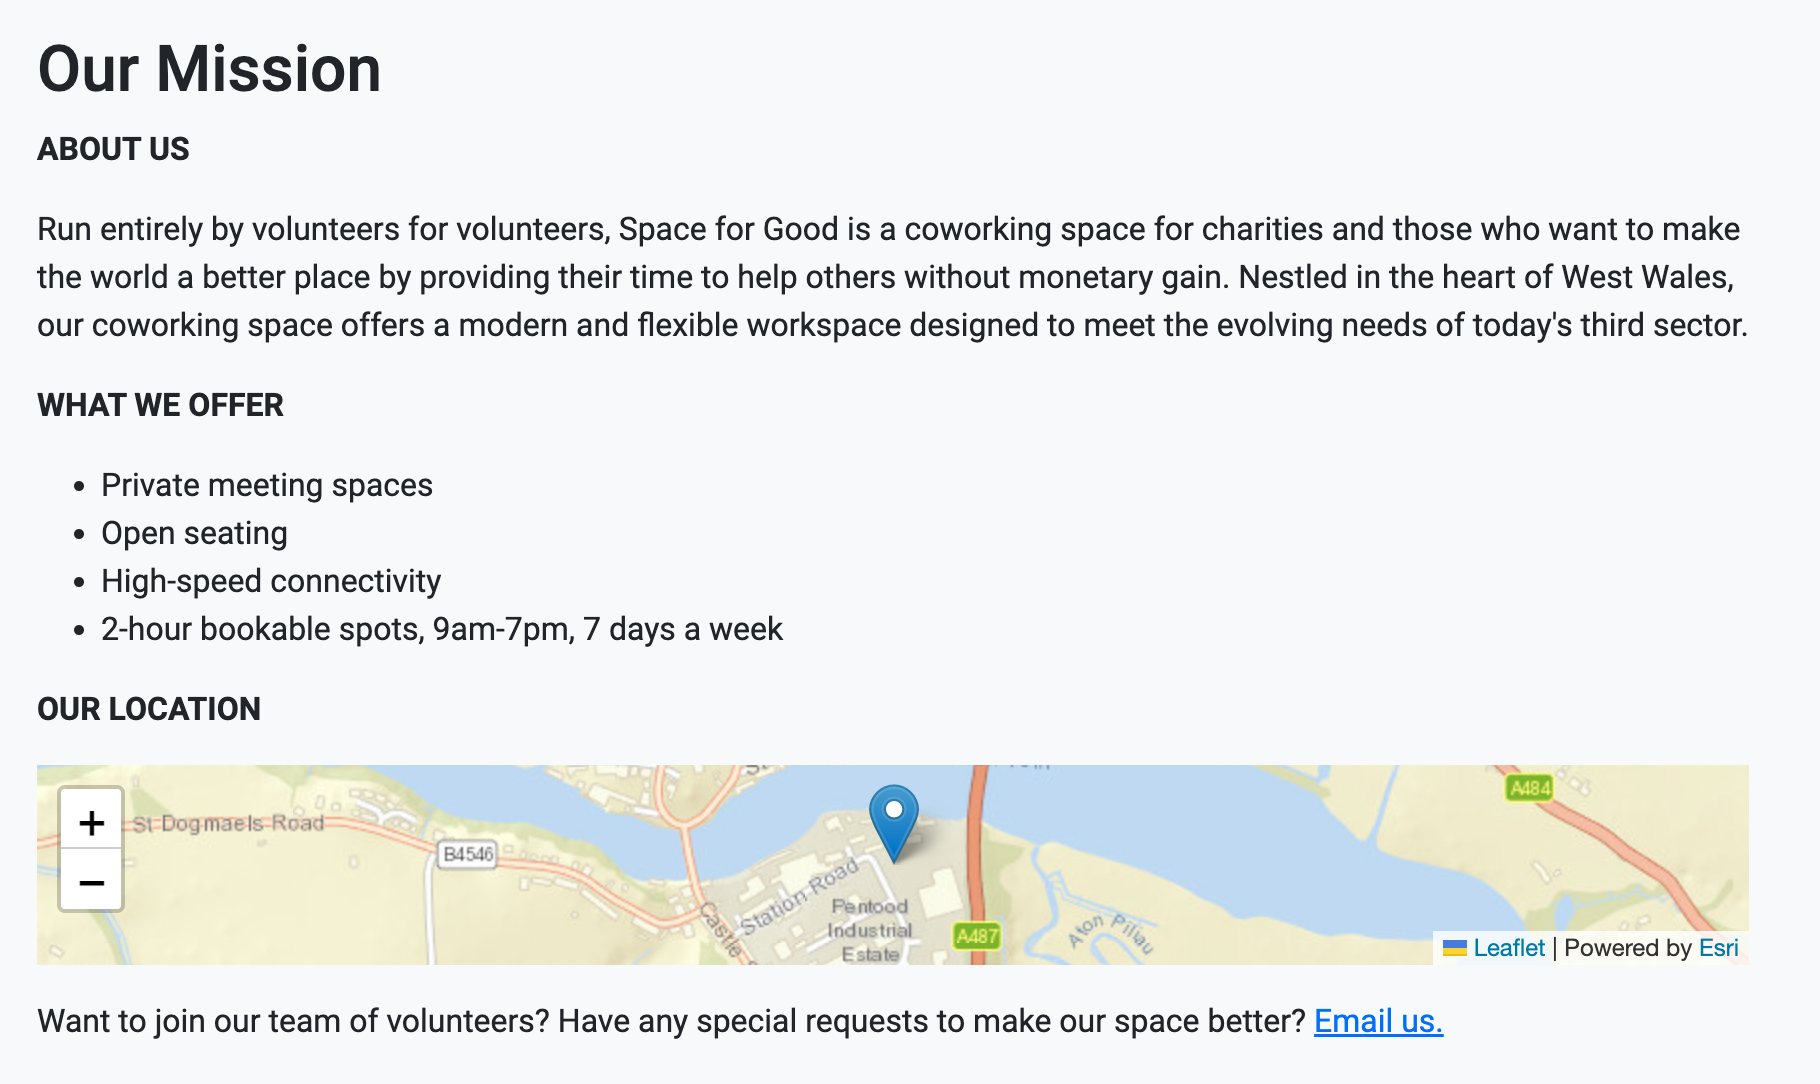 Our Mission
ABOUT US
Run entirely by volunteers for volunteers, Space for Good is a coworking space for charities and those who want to make
the world a better place by providing their time to help others without monetary gain. Nestled in the heart of West Wales,
our coworking space offers a modern and flexible workspace designed to meet the evolving needs of today's third sector.
WHAT WE OFFER
• Private meeting spaces
• Open seating
• High-speed connectivity
• 2-hour bookable spots, 9am-7pm, 7 days a week
OUR LOCATION
+
−
St Dogmaels Road
B4546
Castle
Station Road
Pentood
Industrial
Estate
A487
Afon Piliau
A484
Leaflet | Powered by Esri
Want to join our team of volunteers? Have any special requests to make our space better? Email us.